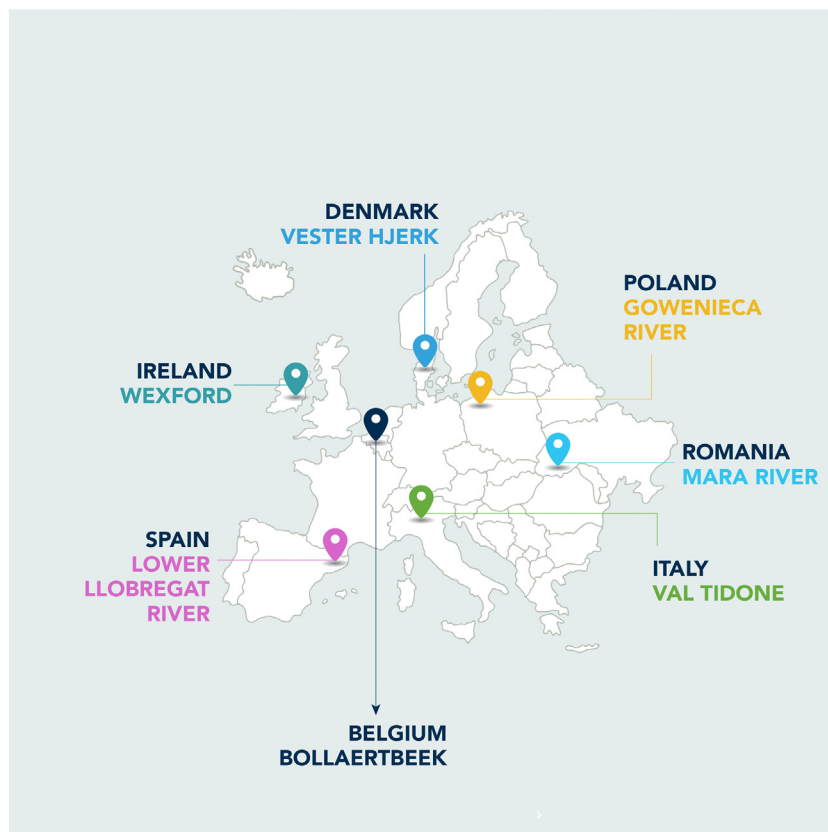 DENMARK
VESTER HJERK
POLAND
GOWENIECA
RIVER
IRELAND
WEXFORD
ROMANIA
MARA RIVER
SPAIN
LOWER
LLOBREGAT
RIVER
ITALY
VAL TIDONE
BELGIUM
BOLLAERTBEEK